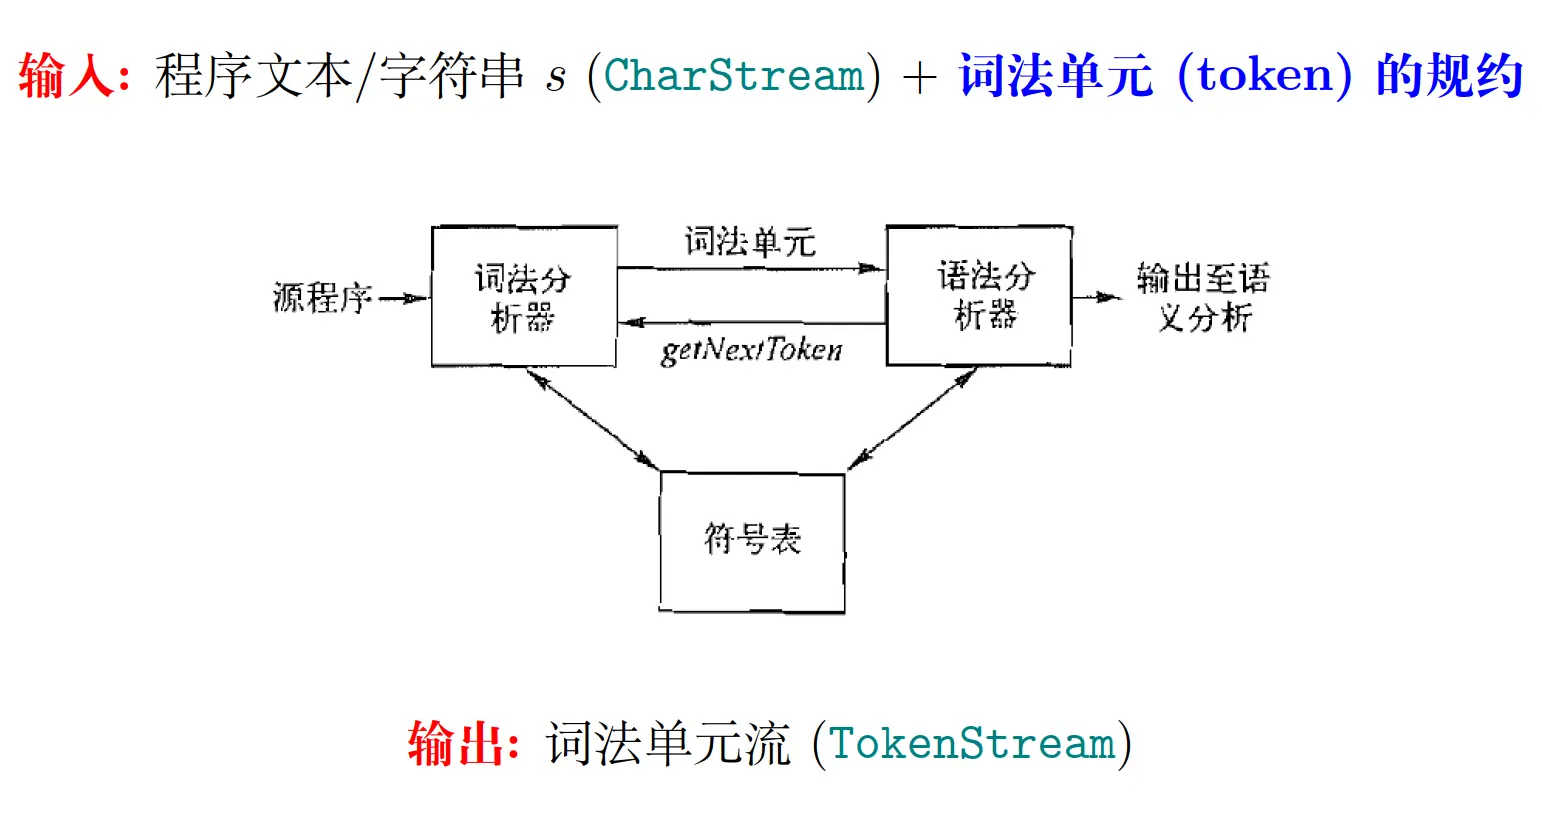 输入: 程序文本/字符串 s (CharStream) + 词法单元 (token) 的规约
词法单元
源程序
词法分
析器
语法分
析器
输出至语
义分析
getNextToken
符号表
输出: 词法单元流 (TokenStream)